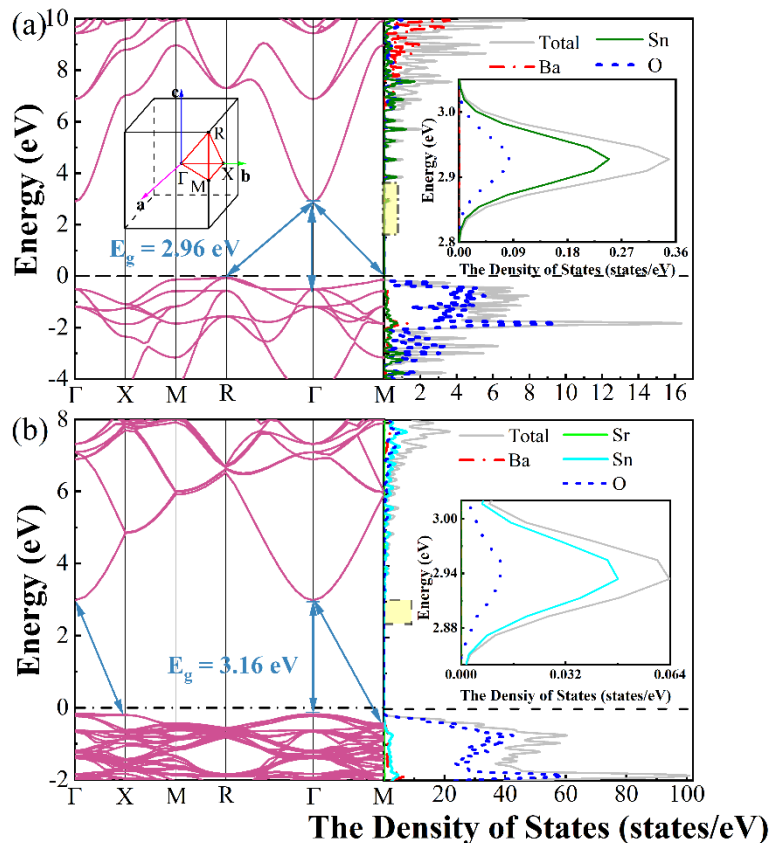 (a)
10
8
6
4
2
0
-2
-4
Energy (eV)
c
R
Γ
X
M
b
a
E_g = 2.96 eV
Γ X M R Γ M
Total Sn
Ba O
3.0
2.9
2.8
Energy (eV)
0.00 0.09 0.27 0.36
The Density of States (states/eV)
2 4 6 8 10 12 14 16
(b)
8
6
4
2
0
-2
Energy (eV)
E_g = 3.16 eV
Γ X M R Γ M
Total Sr
Ba Sn
O
3.00
2.94
2.88
Energy (eV)
0.000 0.032 0.064
The Densiy of States (states/eV)
20 40 60 80 100
The Density of States (states/eV)